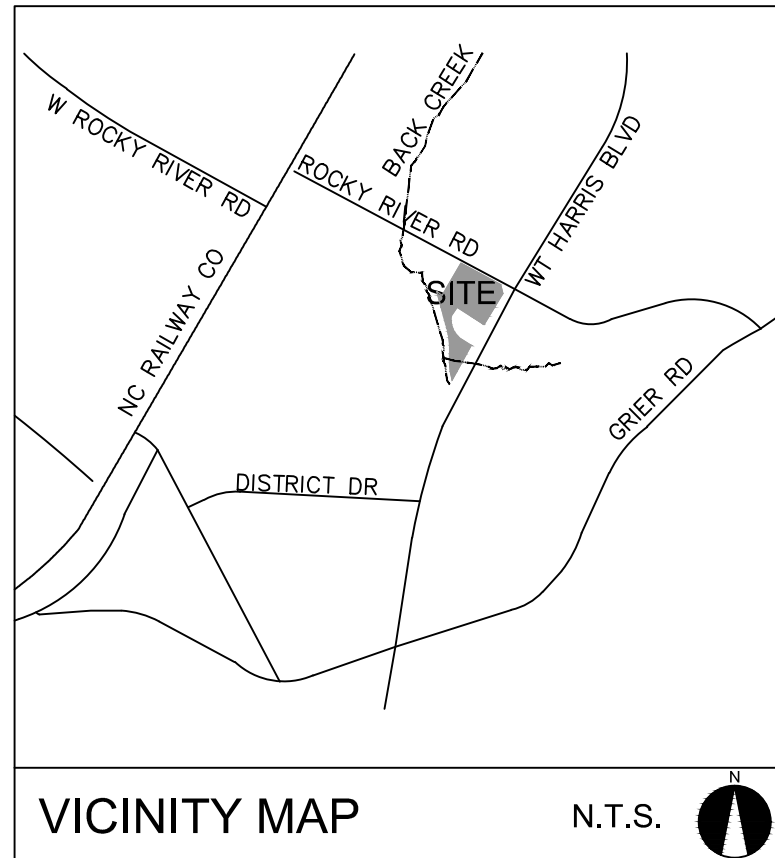 BACK CREEK
W ROCKY RIVER RD
WT HARRIS BLVD
ROCKY RIVER RD
NC RAILWAY CO
SITE
GRIER RD
DISTRICT DR
VICINITY MAP
N.T.S.
N